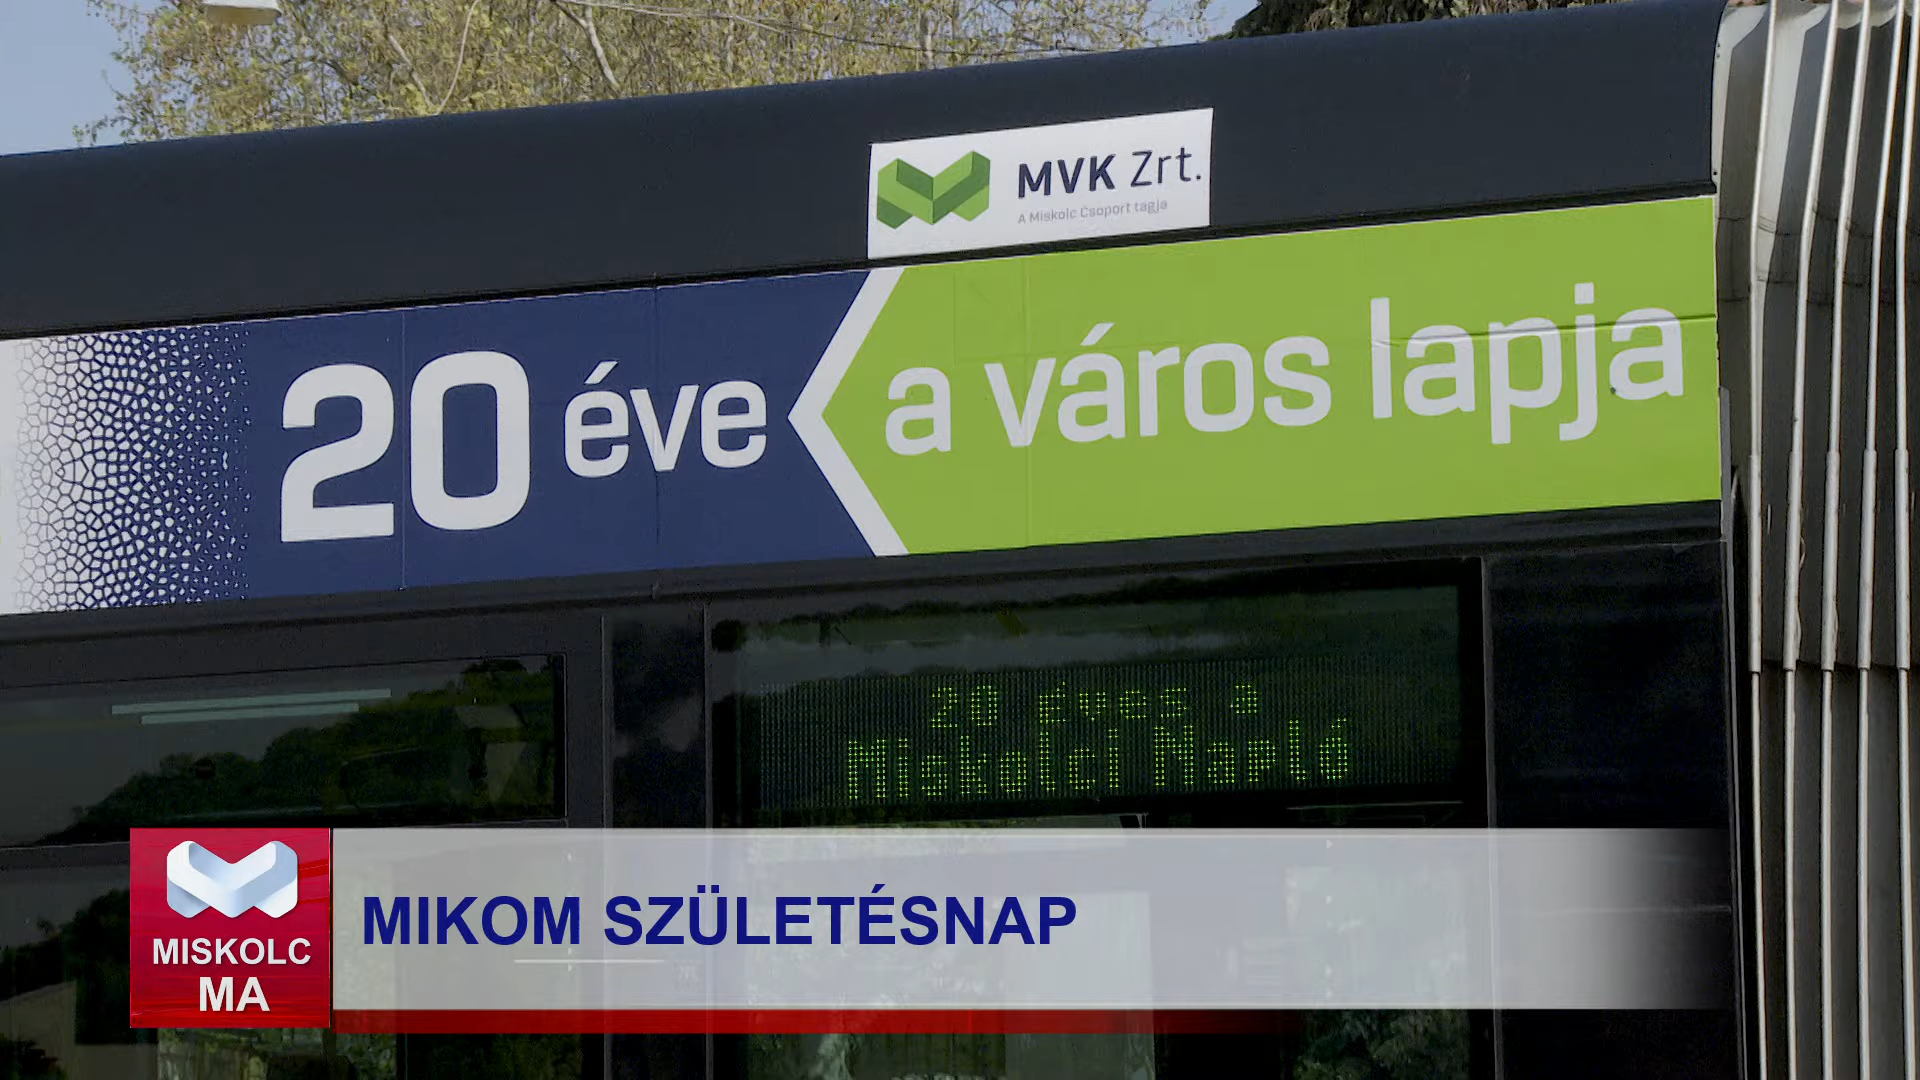 MVK Zrt.
A Miskolc Csoport tagja
20 éve a város lapja
20 éves a
Miskolci Napló
MISKOLC
MA
MIKOM SZÜLETÉSNAP